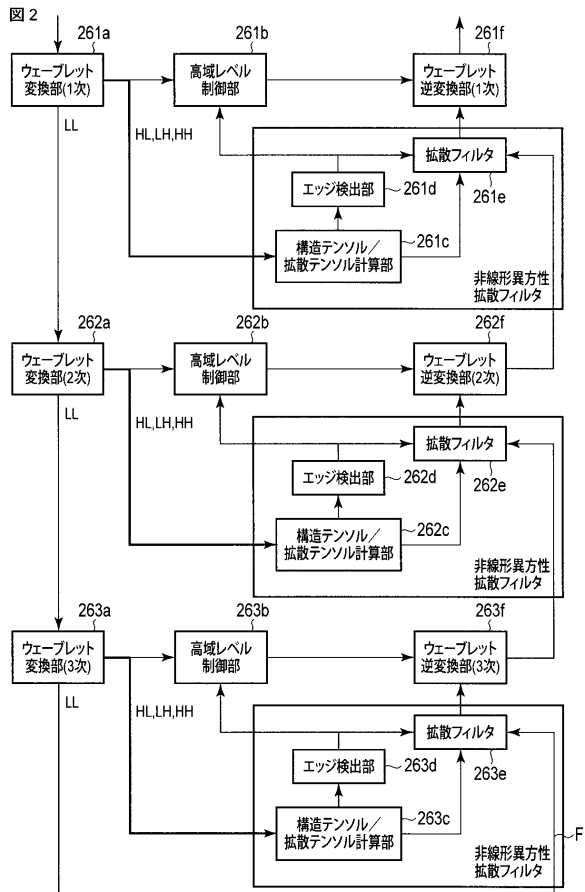 図2
261a
261b
261f
ウェーブレット
変換部(1次)
高域レベル
制御部
ウェーブレット
逆変換部(1次)
LL
HL,LH,HH
拡散フィルタ
261e
エッジ検出部
261d
構造テンソル/
拡散テンソル計算部
261c
非線形異方性
拡散フィルタ
262a
262b
262f
ウェーブレット
変換部(2次)
高域レベル
制御部
ウェーブレット
逆変換部(2次)
LL
HL,LH,HH
拡散フィルタ
262e
エッジ検出部
262d
構造テンソル/
拡散テンソル計算部
262c
非線形異方性
拡散フィルタ
263a
263b
263f
ウェーブレット
変換部(3次)
高域レベル
制御部
ウェーブレット
逆変換部(3次)
LL
HL,LH,HH
拡散フィルタ
263e
エッジ検出部
263d
構造テンソル/
拡散テンソル計算部
263c
非線形異方性
拡散フィルタ
F